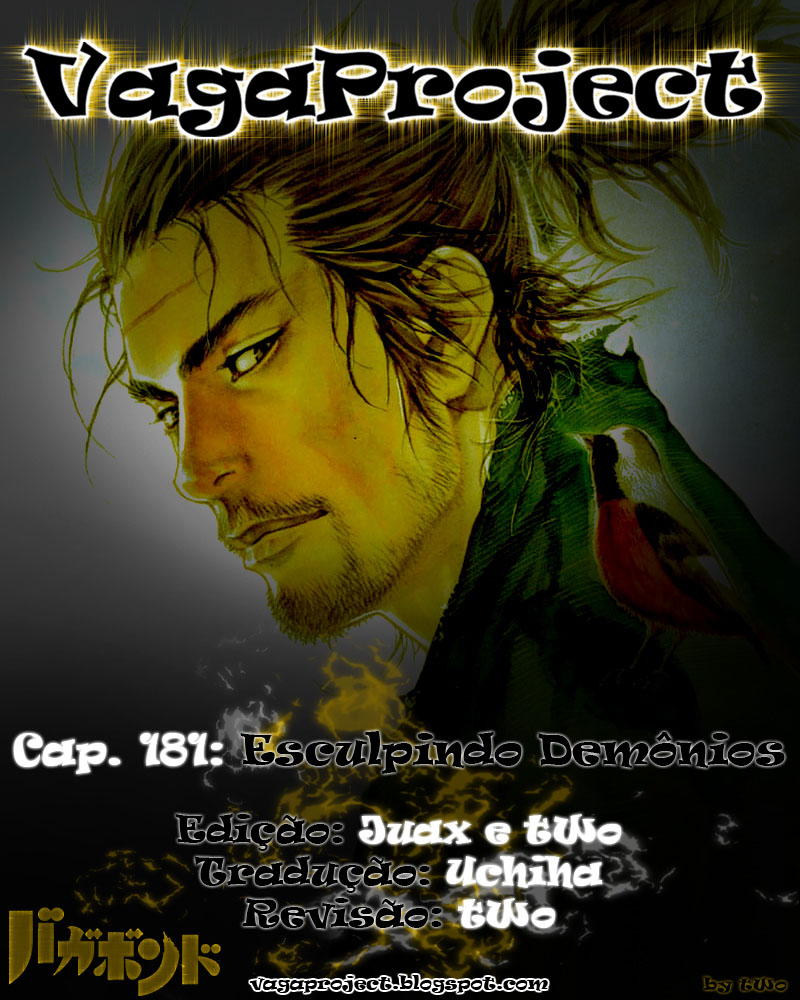 VagaProject
Cap. 181: Esculpindo Demônios
Edição: Juax e tWo
Tradução: Uchiha
Revisão: tWo
バガボンド
vagaproject.blogspot.com
by tWo